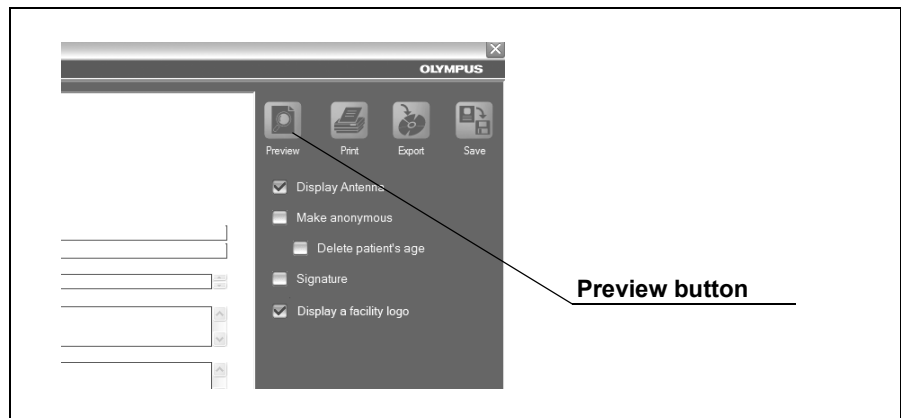 OLYMPUS
Preview Print Export Save
Display Antenna
Make anonymous
Delete patient's age
Signature
Display a facility logo
Preview button